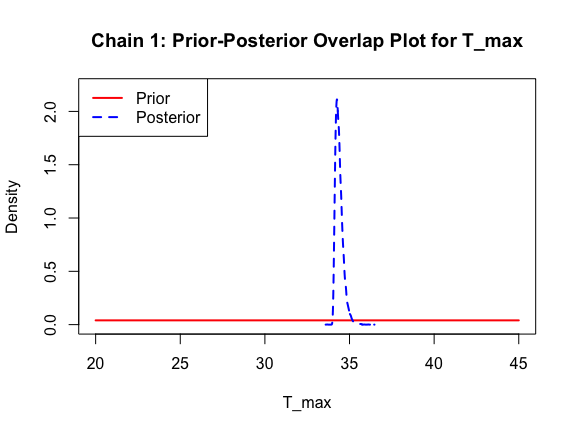 Chain 1: Prior-Posterior Overlap Plot for T_max
Prior
Posterior
Density
2.0
1.5
1.0
0.5
0.0
20 25 30 35 40 45
T_max